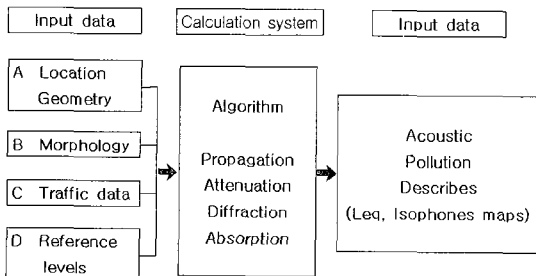 Input data
Calculation system
Input data
A Location
Geometry
B Morphology
C Traffic data
D Reference
levels
Algorithm
Propagation
Attenuation
Diffraction
Absorption
Acoustic
Pollution
Describes
(Leq, Isophones maps)